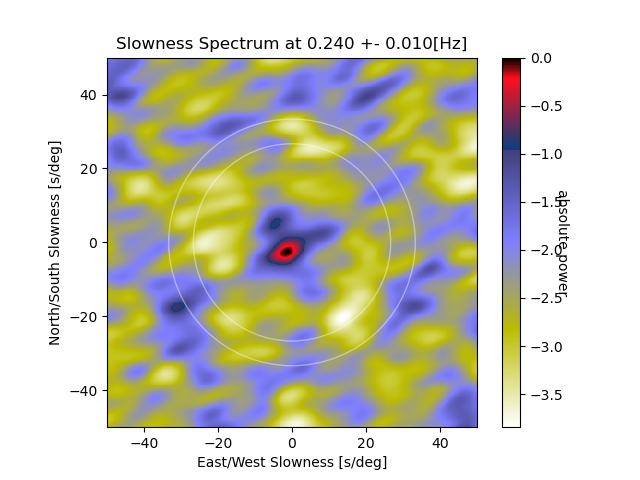 Slowness Spectrum at 0.240 +- 0.010[Hz]
North/South Slowness [s/deg]
40
20
0
−20
−40
−40 −20 0 20 40
East/West Slowness [s/deg]
0.0
−0.5
−1.0
−1.5
−2.0
−2.5
−3.0
−3.5
absolute power